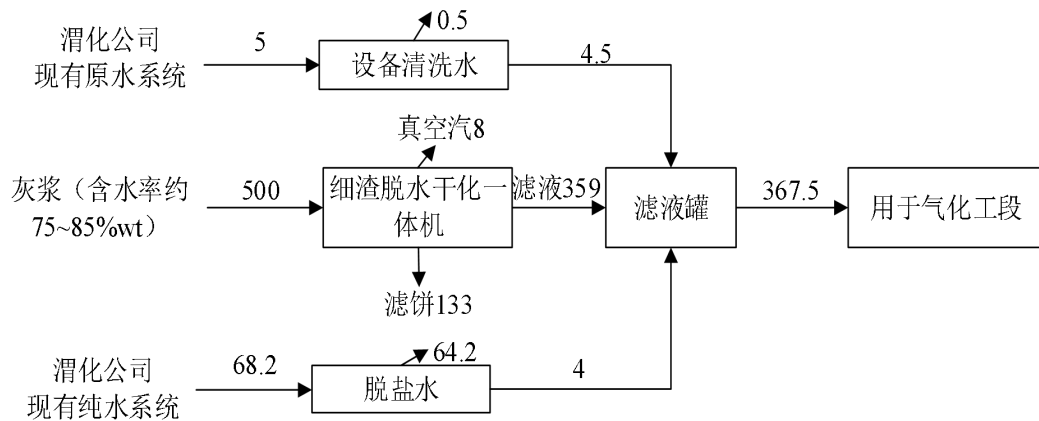 渭化公司
现有原水系统
5
设备清洗水
0.5
4.5
真空汽8
灰浆（含水率约
75~85%wt）
500
细渣脱水干化一
体机
滤液359
滤液罐
367.5
用于气化工段
滤饼133
渭化公司
现有纯水系统
68.2
脱盐水
64.2
4